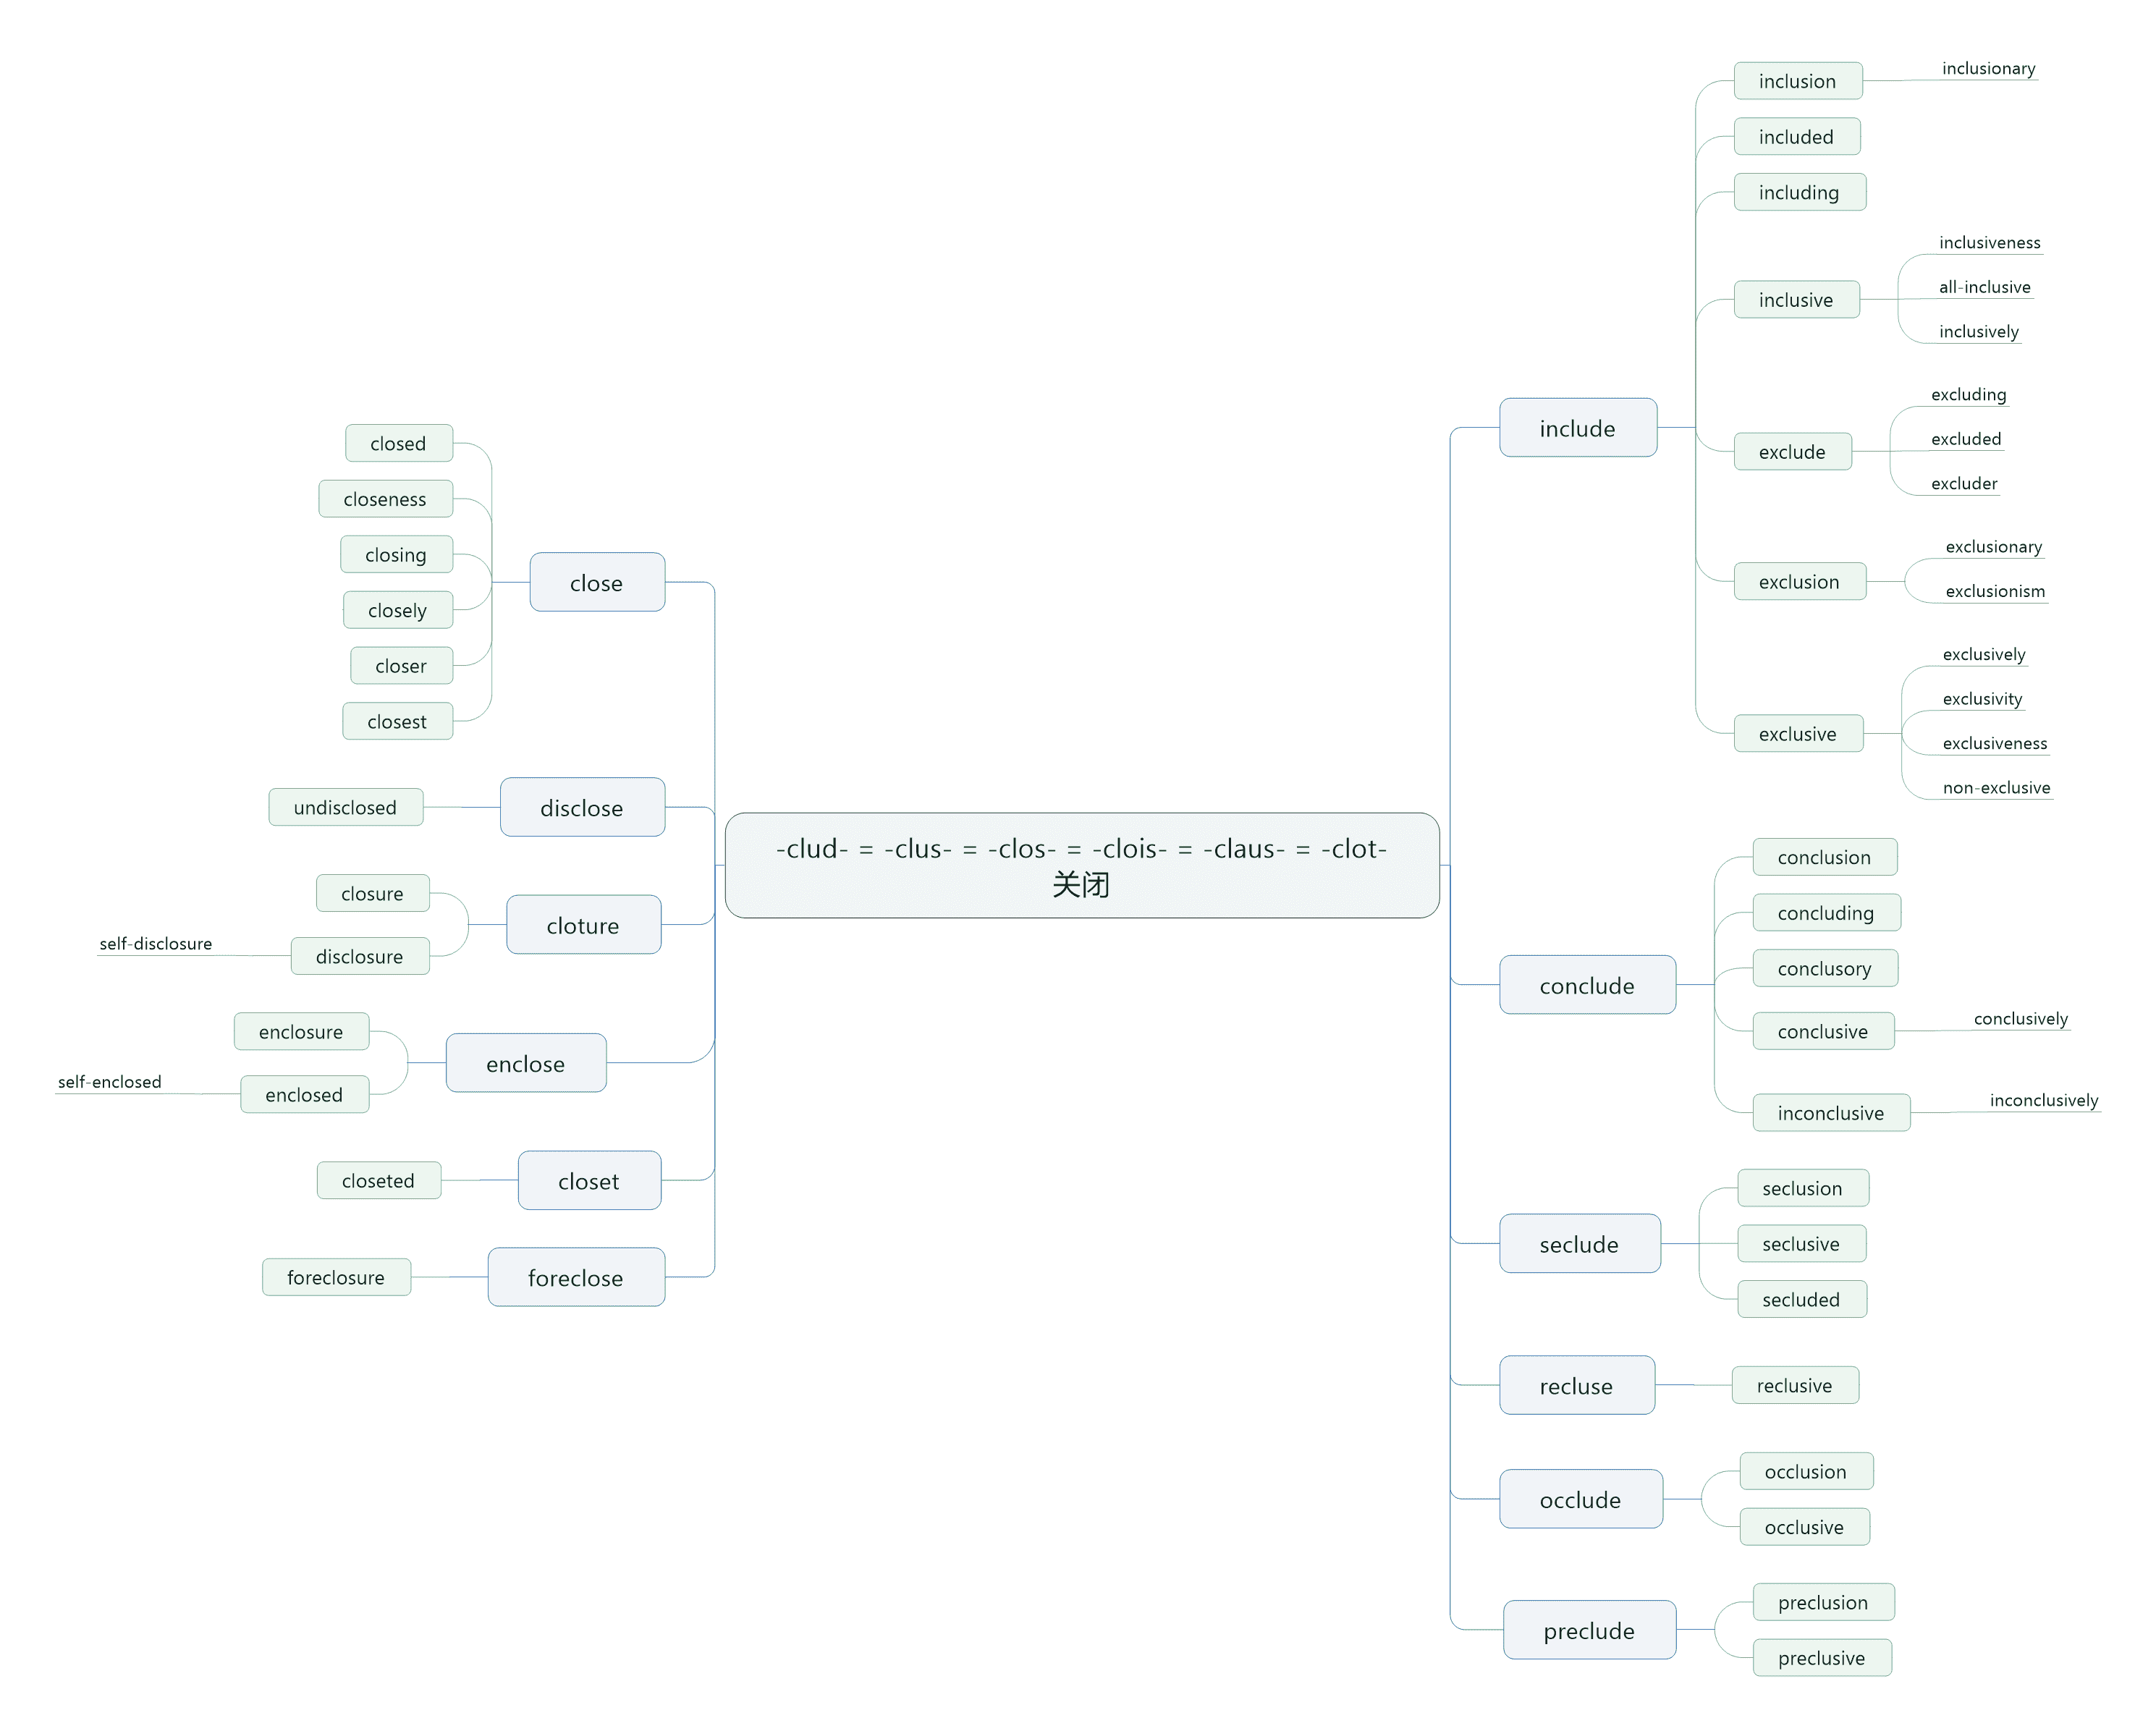 -clud- = -clus- = -clos- = -clois- = -claus- = -clot-
关闭
include
inclusion
inclusionary
included
including
inclusive
inclusiveness
all-inclusive
inclusively
exclude
excluding
excluded
excluder
exclusion
exclusionary
exclusionism
exclusive
exclusively
exclusivity
exclusiveness
non-exclusive
conclude
conclusion
concluding
conclusory
conclusive
conclusively
inconclusive
inconclusively
seclude
seclusion
seclusive
secluded
recluse
reclusive
occlude
occlusion
occlusive
preclude
preclusion
preclusive
close
closed
closeness
closing
closely
closer
closest
disclose
undisclosed
cloture
closure
disclosure
self-disclosure
enclose
enclosure
enclosed
self-enclosed
closet
closeted
foreclose
foreclosure